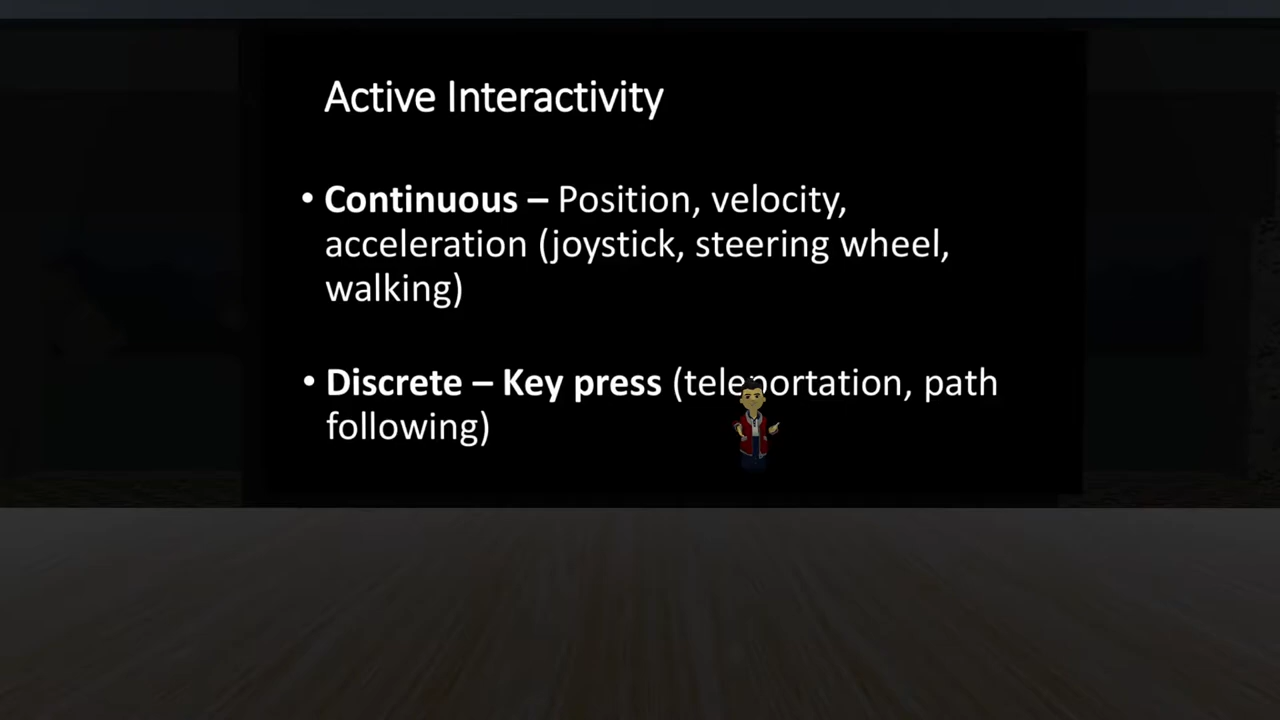 Active Interactivity
• Continuous – Position, velocity,
acceleration (joystick, steering wheel,
walking)
• Discrete – Key press (teleportation, path
following)